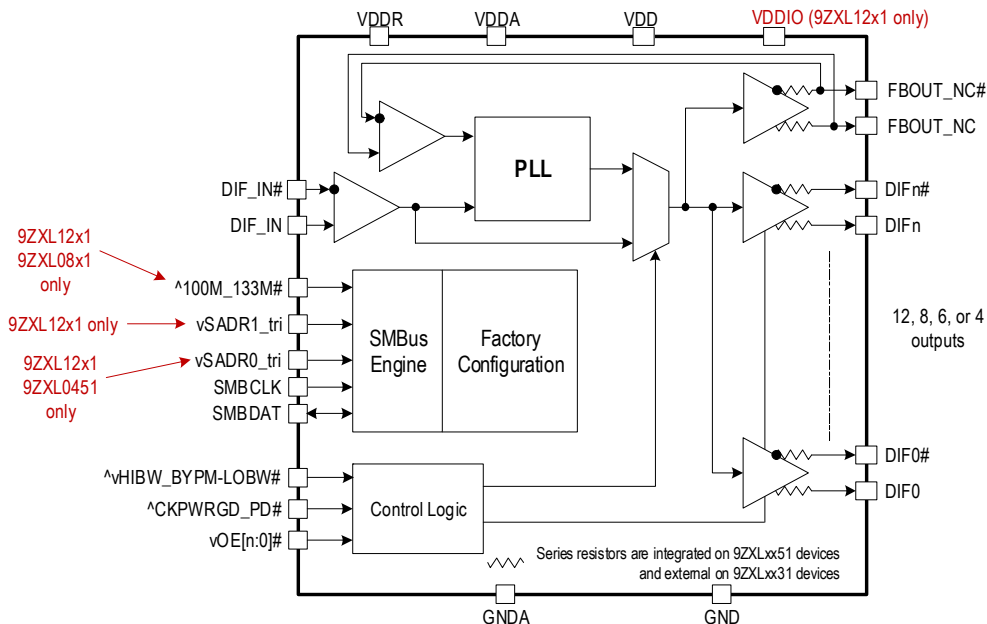 VDDR
VDDA
VDD
VDDIO (9ZXL12x1 only)
FBOUT_NC#
FBOUT_NC
PLL
DIF_IN#
DIF_IN
DIFn#
DIFn
9ZXL12x1
9ZXL08x1
only
^100M_133M#
9ZXL12x1 only
vSADR1_tri
9ZXL12x1
9ZXL0451
only
vSADR0_tri
SMBCLK
SMBDAT
SMBus
Engine
Factory
Configuration
12, 8, 6, or 4
outputs
^vHIBW_BYPM-LOBW#
^CKPWRGD_PD#
vOE[n:0]#
Control Logic
DIF0#
DIF0
Series resistors are integrated on 9ZXLxx51 devices
and external on 9ZXLxx31 devices
GNDA
GND